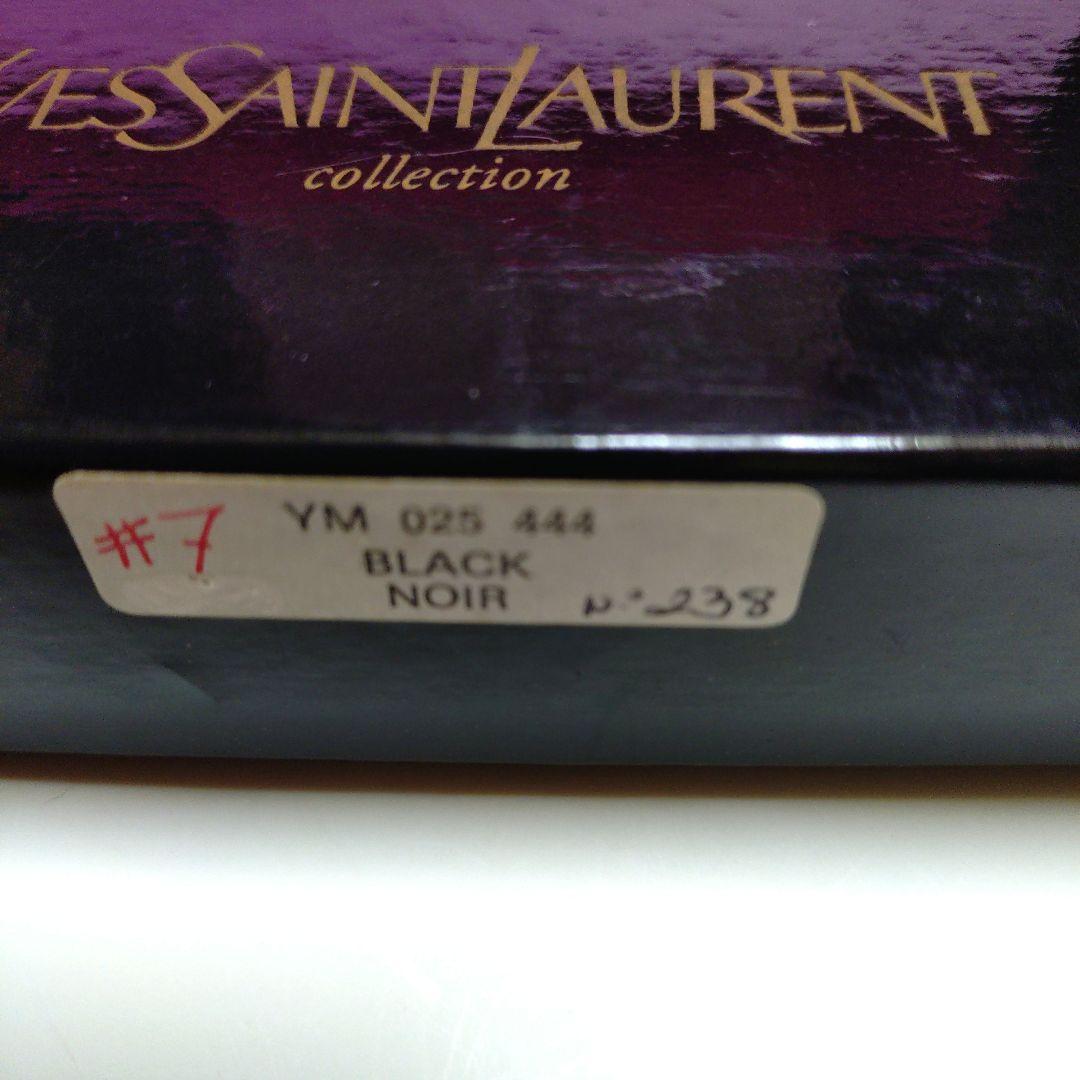 YVES SAINT LAURENT
collection
#7 YM 025 444
BLACK
NOIR N.° 238